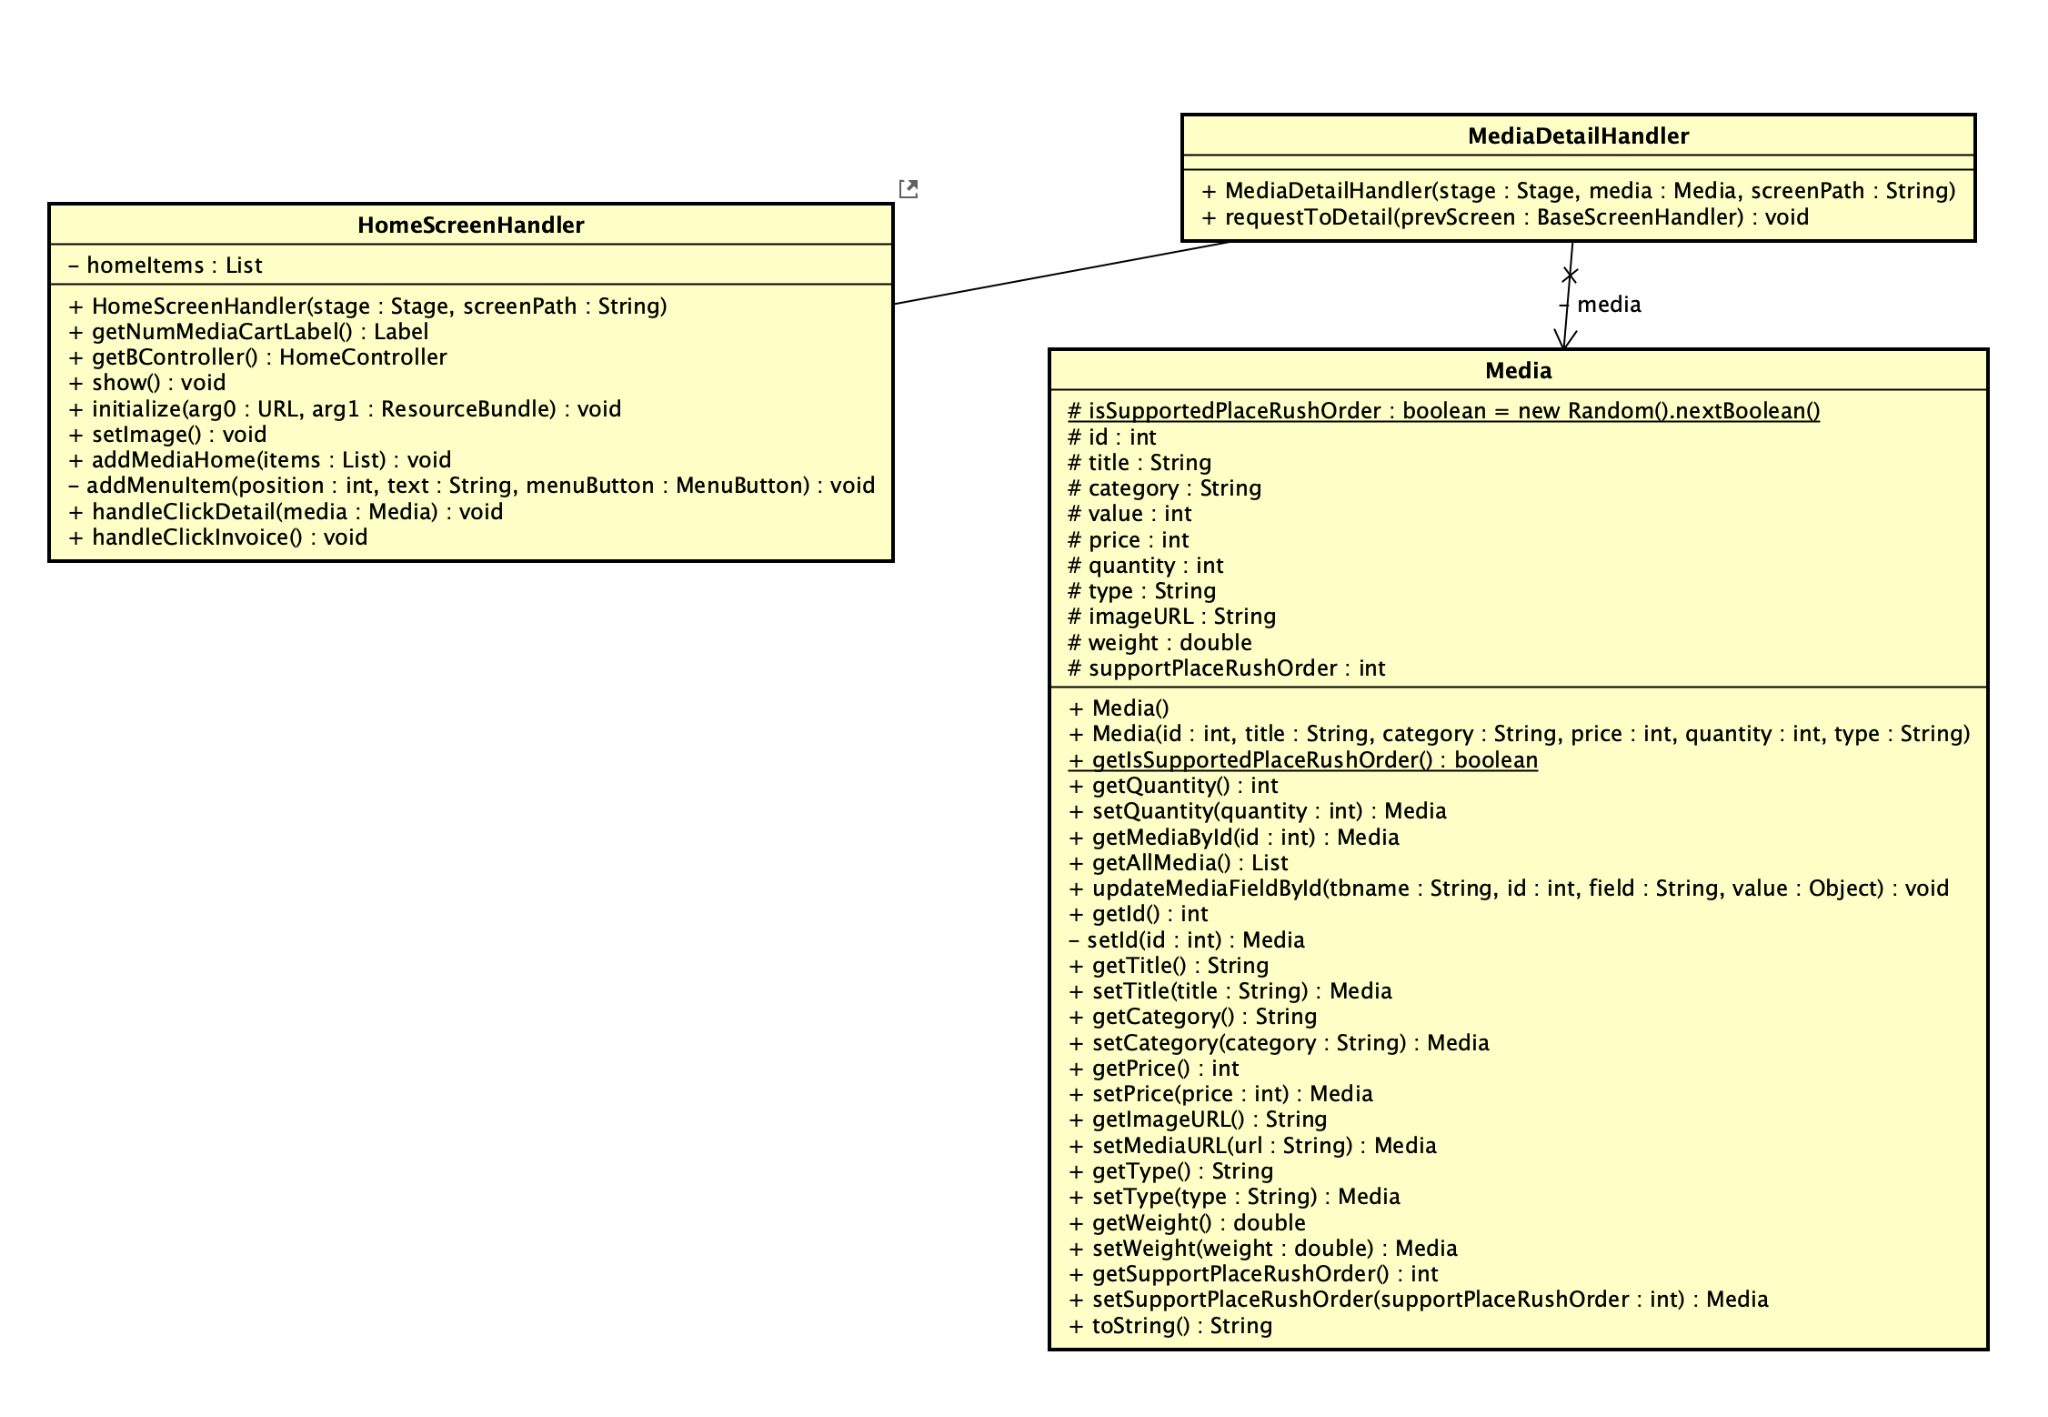 MediaDetailHandler
+ MediaDetailHandler(stage : Stage, media : Media, screenPath : String)
+ requestToDetail(prevScreen : BaseScreenHandler) : void
HomeScreenHandler
- homeItems : List
+ HomeScreenHandler(stage : Stage, screenPath : String)
+ getNumMediaCartLabel() : Label
+ getBController() : HomeController
+ show() : void
+ initialize(arg0 : URL, arg1 : ResourceBundle) : void
+ setImage() : void
+ addMediaHome(items : List) : void
- addMenuItem(position : int, text : String, menuButton : MenuButton) : void
+ handleClickDetail(media : Media) : void
+ handleClickInvoice() : void
- media
Media
# isSupportedPlaceRushOrder : boolean = new Random().nextBoolean()
# id : int
# title : String
# category : String
# value : int
# price : int
# quantity : int
# type : String
# imageURL : String
# weight : double
# supportPlaceRushOrder : int
+ Media()
+ Media(id : int, title : String, category : String, price : int, quantity : int, type : String)
+ getIsSupportedPlaceRushOrder() : boolean
+ getQuantity() : int
+ setQuantity(quantity : int) : Media
+ getMediaById(id : int) : Media
+ getAllMedia() : List
+ updateMediaFieldById(tbname : String, id : int, field : String, value : Object) : void
+ getId() : int
- setId(id : int) : Media
+ getTitle() : String
+ setTitle(title : String) : Media
+ getCategory() : String
+ setCategory(category : String) : Media
+ getPrice() : int
+ setPrice(price : int) : Media
+ getImageURL() : String
+ setMediaURL(url : String) : Media
+ getType() : String
+ setType(type : String) : Media
+ getWeight() : double
+ setWeight(weight : double) : Media
+ getSupportPlaceRushOrder() : int
+ setSupportPlaceRushOrder(supportPlaceRushOrder : int) : Media
+ toString() : String